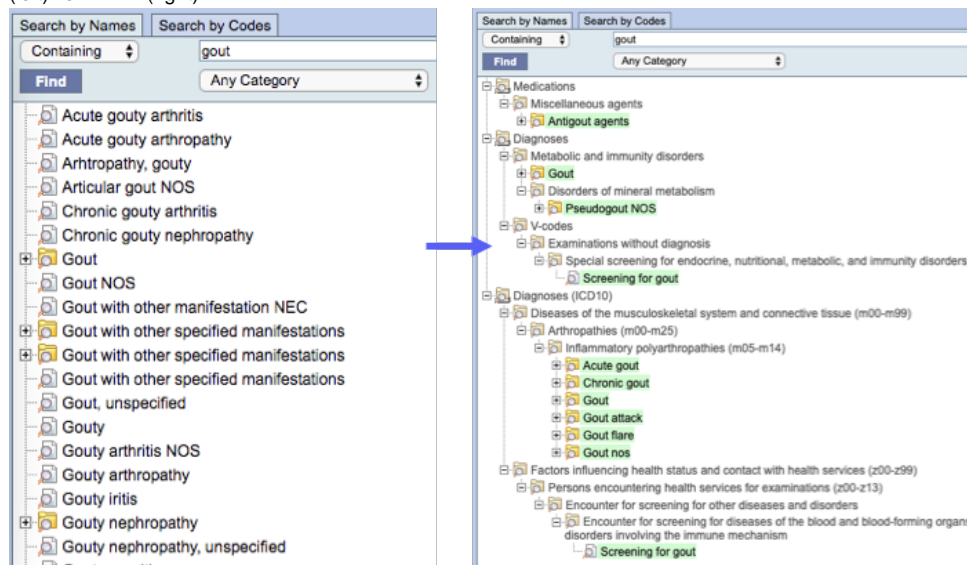 Search by Names Search by Codes
Containing gout
Find Any Category
Acute gouty arthritis
Acute gouty arthropathy
Arhtropathy, gouty
Articular gout NOS
Chronic gouty arthritis
Chronic gouty nephropathy
Gout
Gout NOS
Gout with other manifestation NEC
Gout with other specified manifestations
Gout with other specified manifestations
Gout with other specified manifestations
Gout, unspecified
Gouty
Gouty arthritis NOS
Gouty arthropathy
Gouty iritis
Gouty nephropathy
Gouty nephropathy, unspecified
Search by Names Search by Codes
Containing gout
Find Any Category
Medications
Miscellaneous agents
Antigout agents
Diagnoses
Metabolic and immunity disorders
Gout
Disorders of mineral metabolism
Pseudogout NOS
V-codes
Examinations without diagnosis
Special screening for endocrine, nutritional, metabolic, and immunity disorders
Screening for gout
Diagnoses (ICD10)
Diseases of the musculoskeletal system and connective tissue (m00-m99)
Arthropathies (m00-m25)
Inflammatory polyarthropathies (m05-m14)
Acute gout
Chronic gout
Gout
Gout attack
Gout flare
Gout nos
Factors influencing health status and contact with health services (z00-z99)
Persons encountering health services for examinations (z00-z13)
Encounter for screening for other diseases and disorders
Encounter for screening for diseases of the blood and blood-forming organs
disorders involving the immune mechanism
Screening for gout